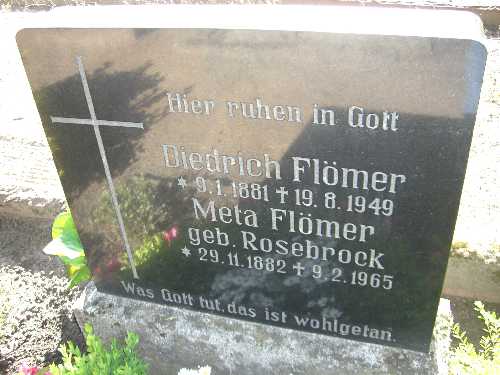 Hier ruhen in Gott
Diedrich Flömer
* 9.1.1881 † 19.8.1949
Meta Flömer
geb. Rosebrock
* 29.11.1882 † 9.2.1965
Was Gott tut, das ist wohlgetan.